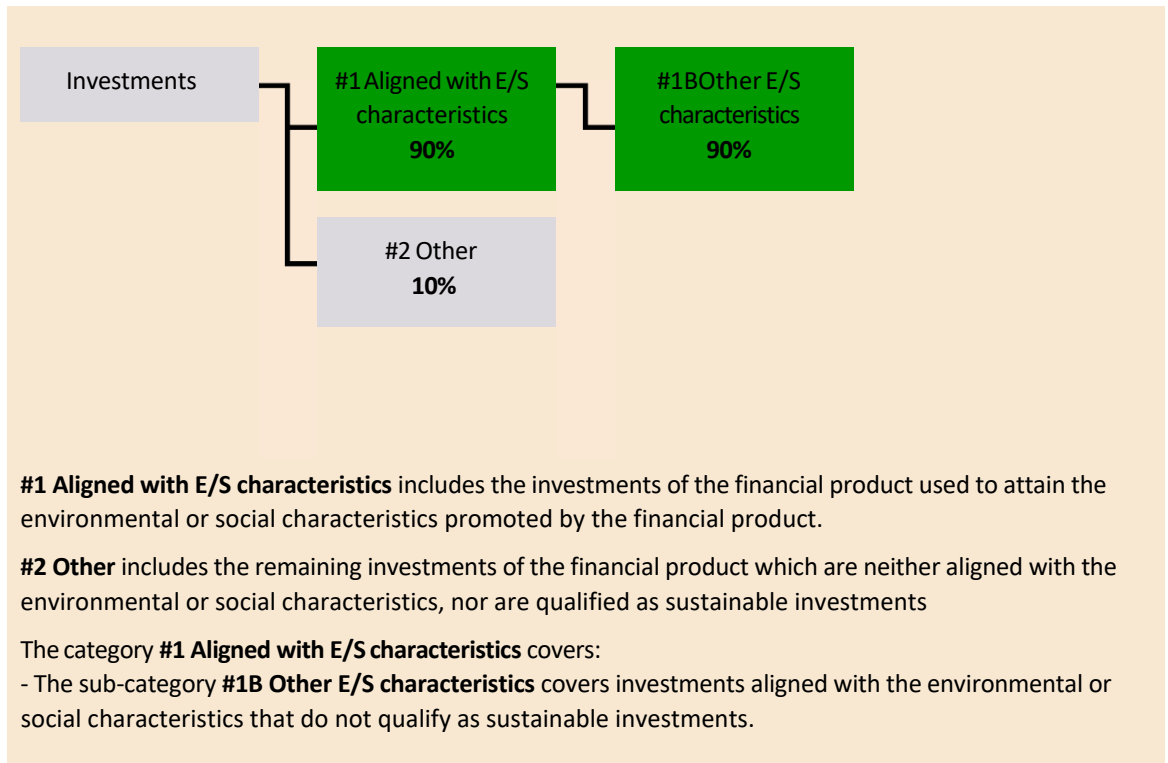 Investments
#1 Aligned with E/S
characteristics
90%
#1BOther E/S
characteristics
90%
#2 Other
10%
#1 Aligned with E/S characteristics includes the investments of the financial product used to attain the
environmental or social characteristics promoted by the financial product.
#2 Other includes the remaining investments of the financial product which are neither aligned with the
environmental or social characteristics, nor are qualified as sustainable investments
The category #1 Aligned with E/S characteristics covers:
- The sub-category #1B Other E/S characteristics covers investments aligned with the environmental or
social characteristics that do not qualify as sustainable investments.